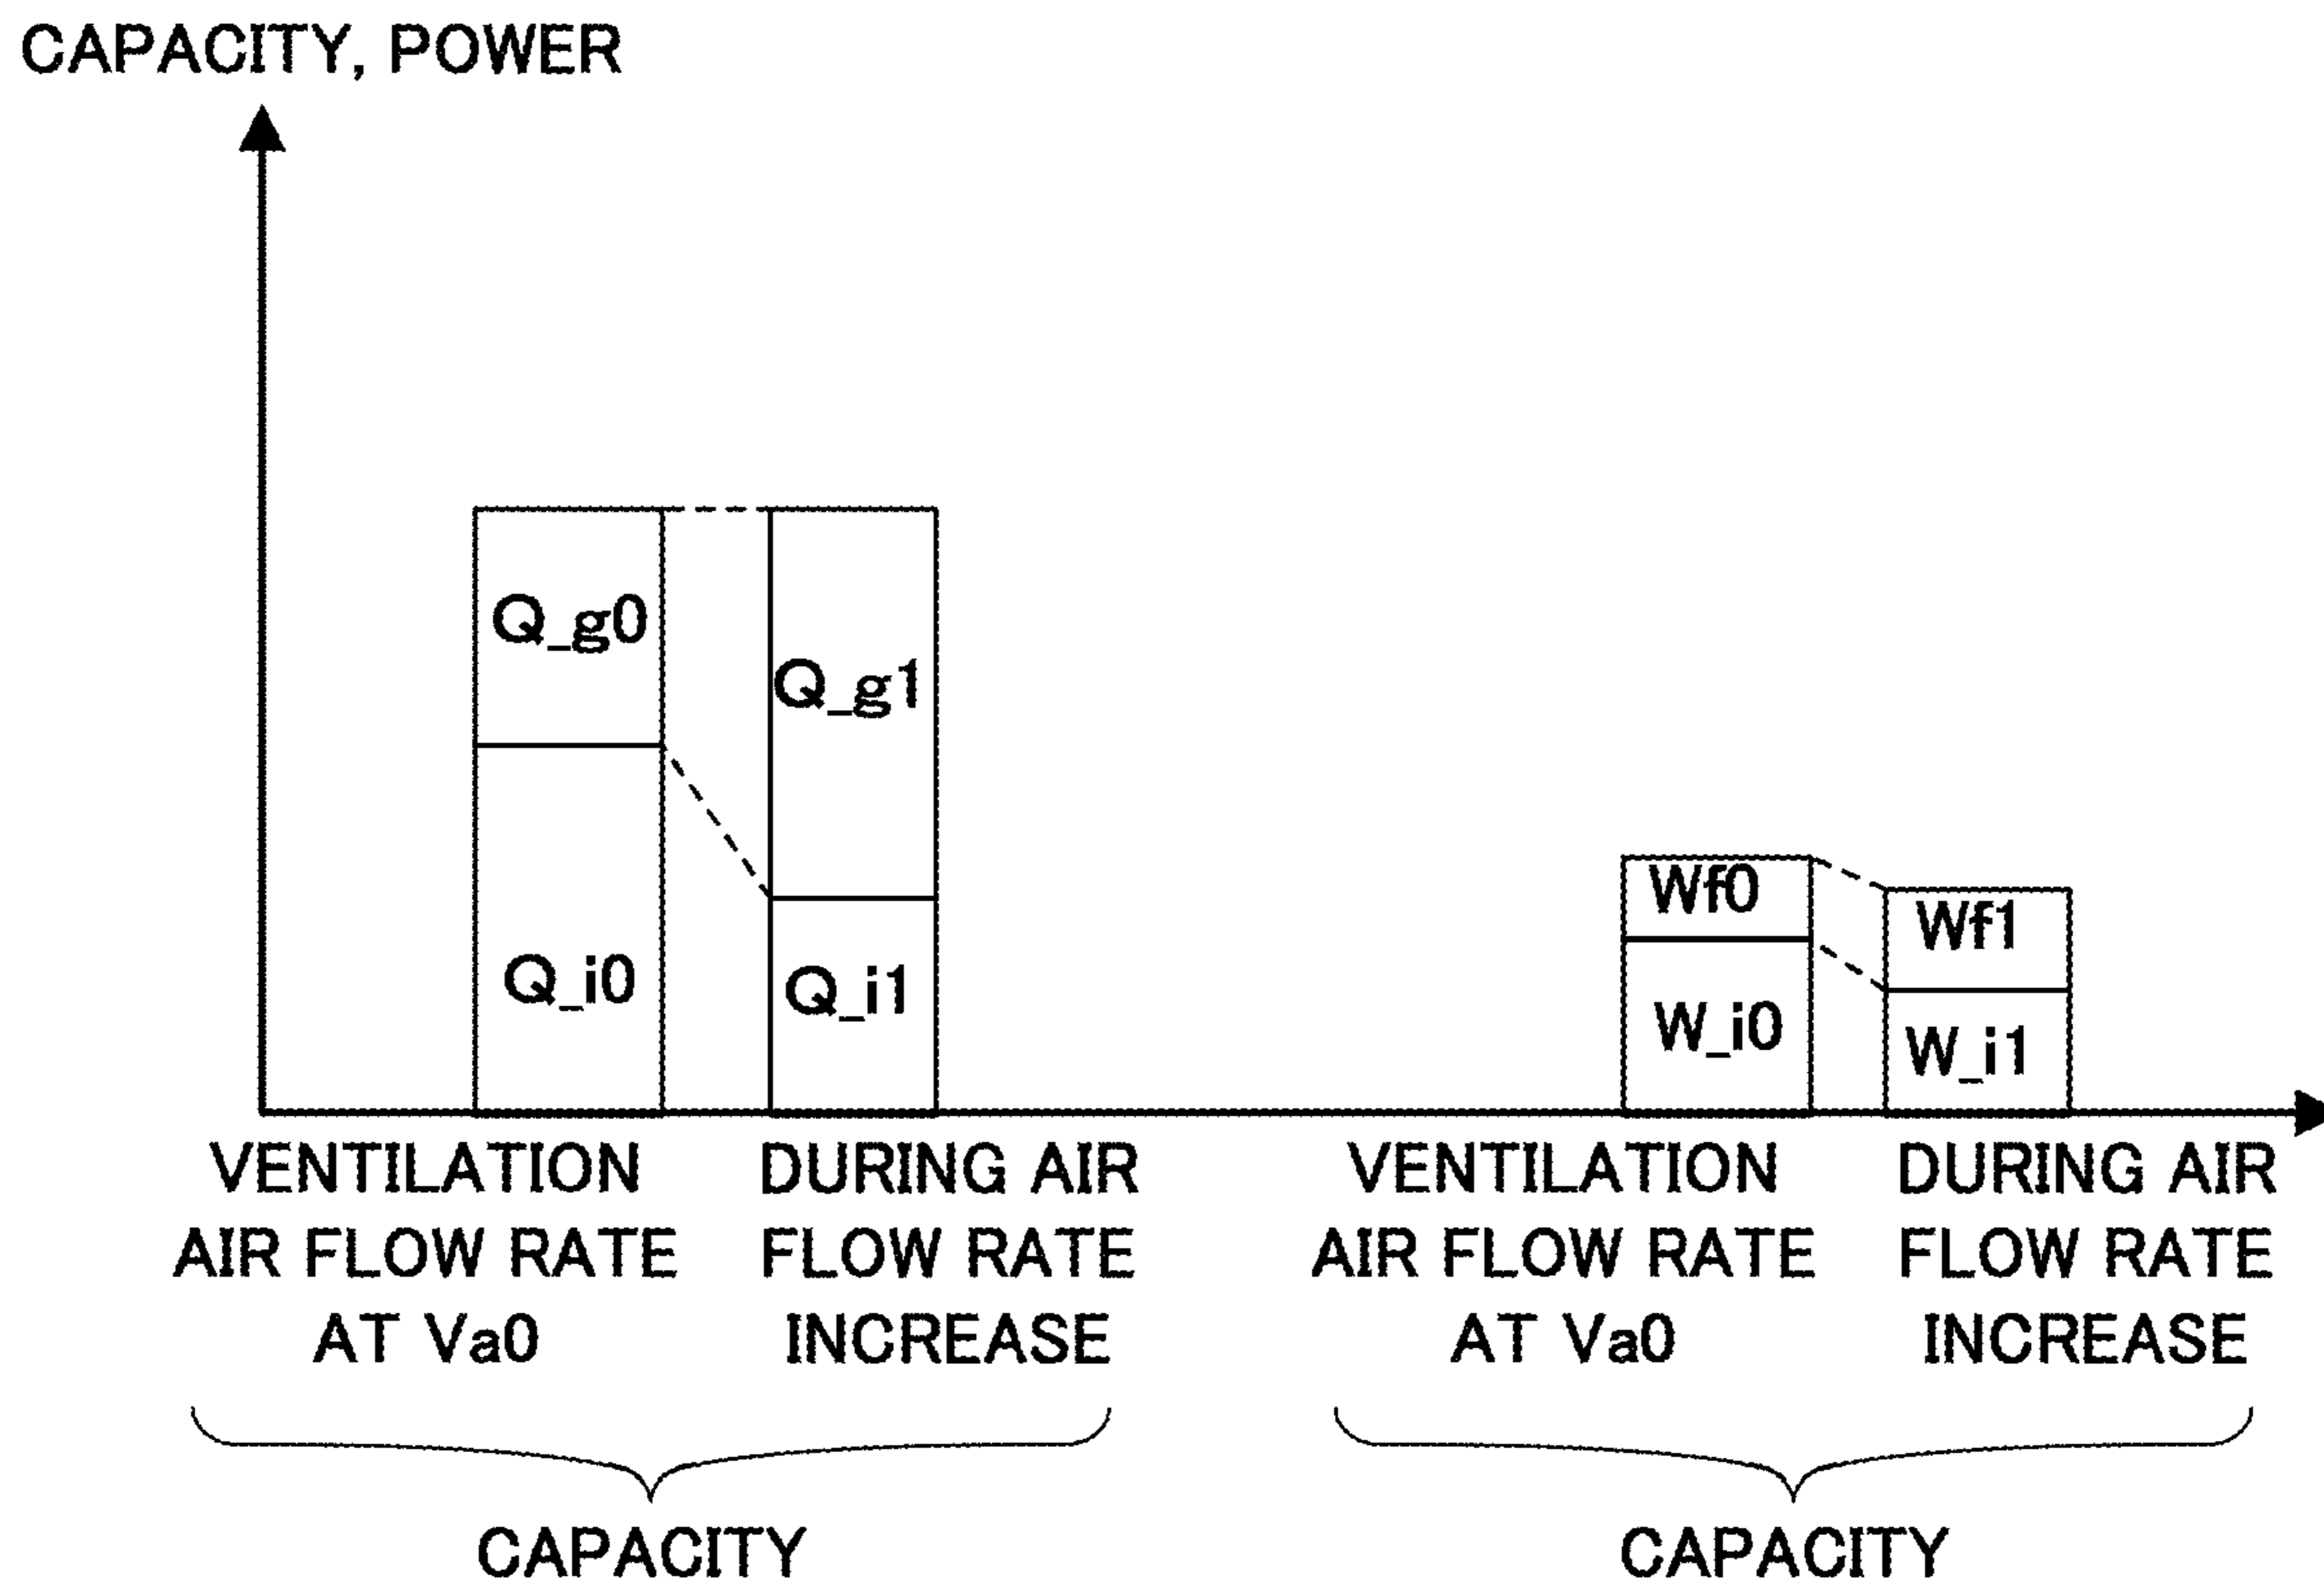 CAPACITY, POWER
Q_g0
Q_g1
Q_i0
Q_i1
Wf0
Wf1
W_i0
W_i1
VENTILATION
AIR FLOW RATE
AT Va0
DURING AIR
FLOW RATE
INCREASE
VENTILATION
AIR FLOW RATE
AT Va0
DURING AIR
FLOW RATE
INCREASE
CAPACITY
CAPACITY